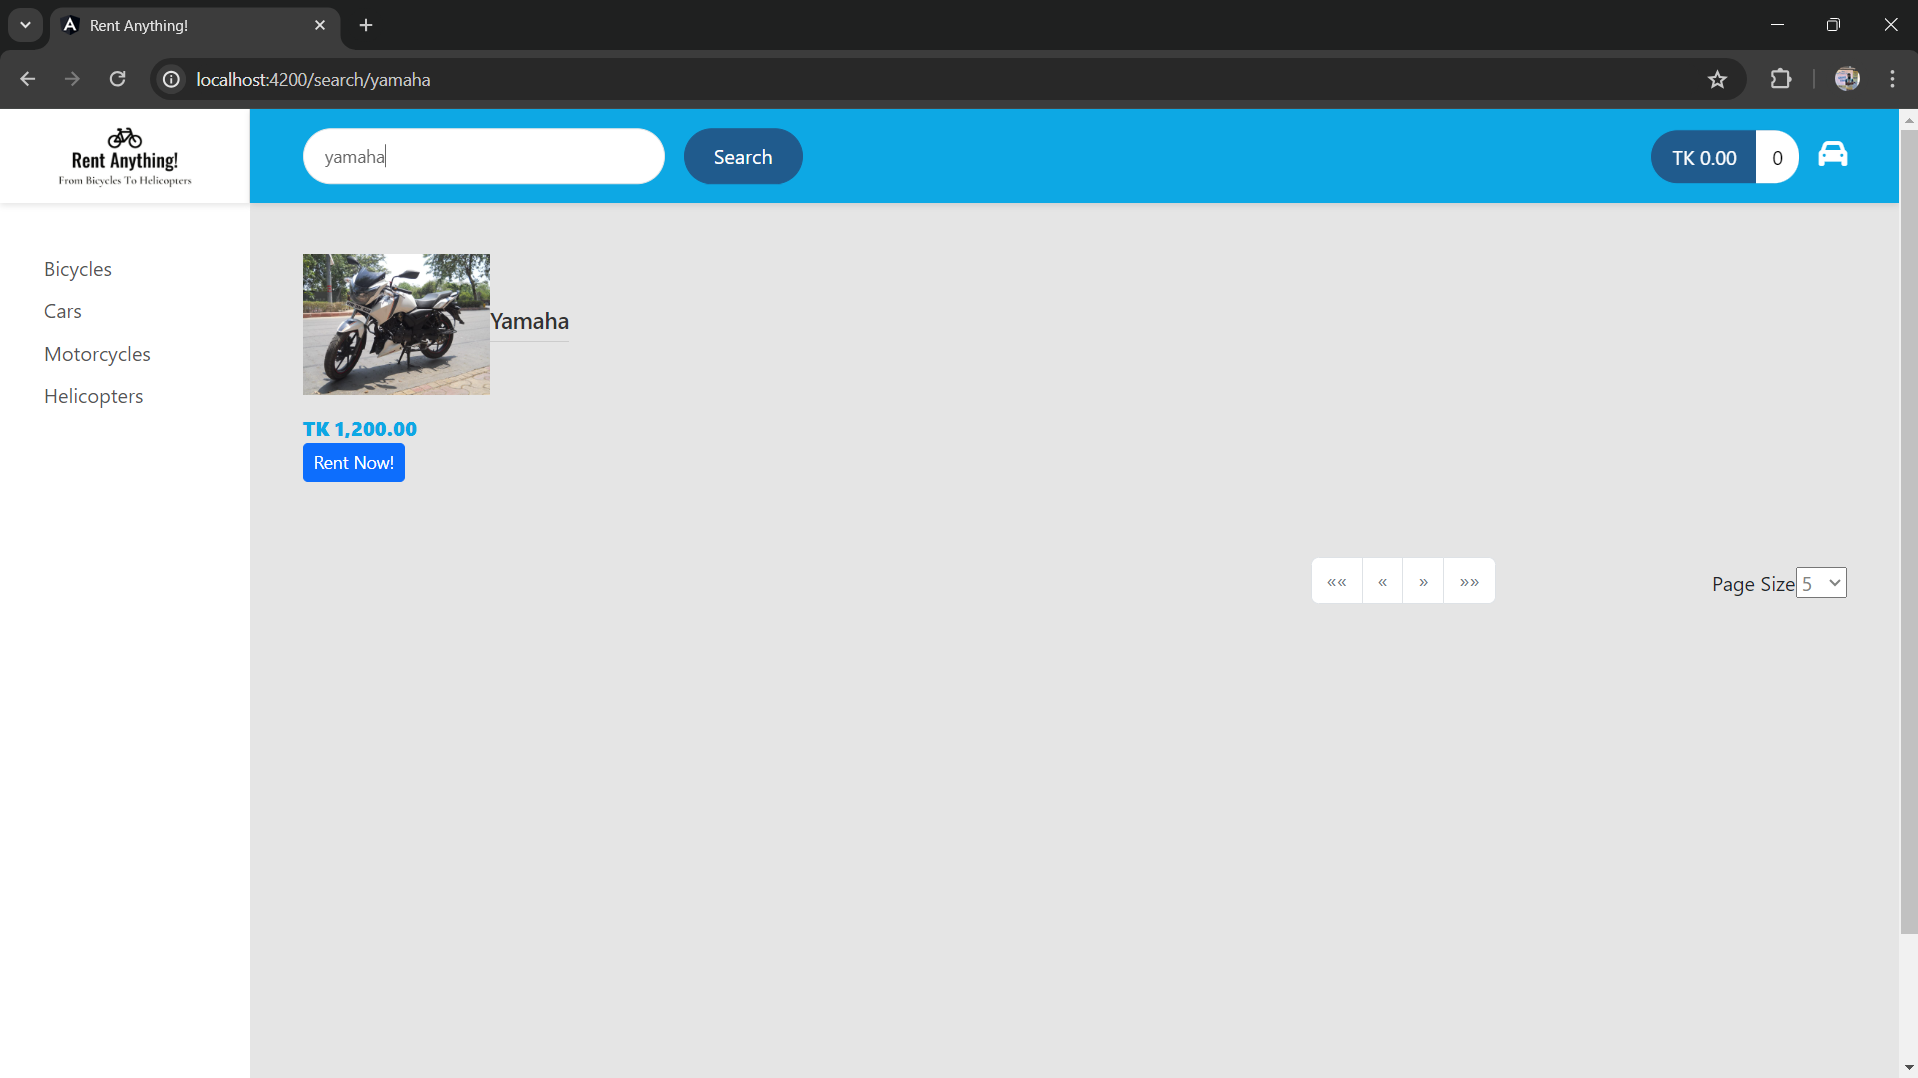 Rent Anything!
localhost:4200/search/yamaha
Rent Anything!
From Bicycles To Helicopters
yamaha
Search
TK 0.00
0
Bicycles
Cars
Motorcycles
Helicopters
Yamaha
TK 1,200.00
Rent Now!
«« « » »»
Page Size 5